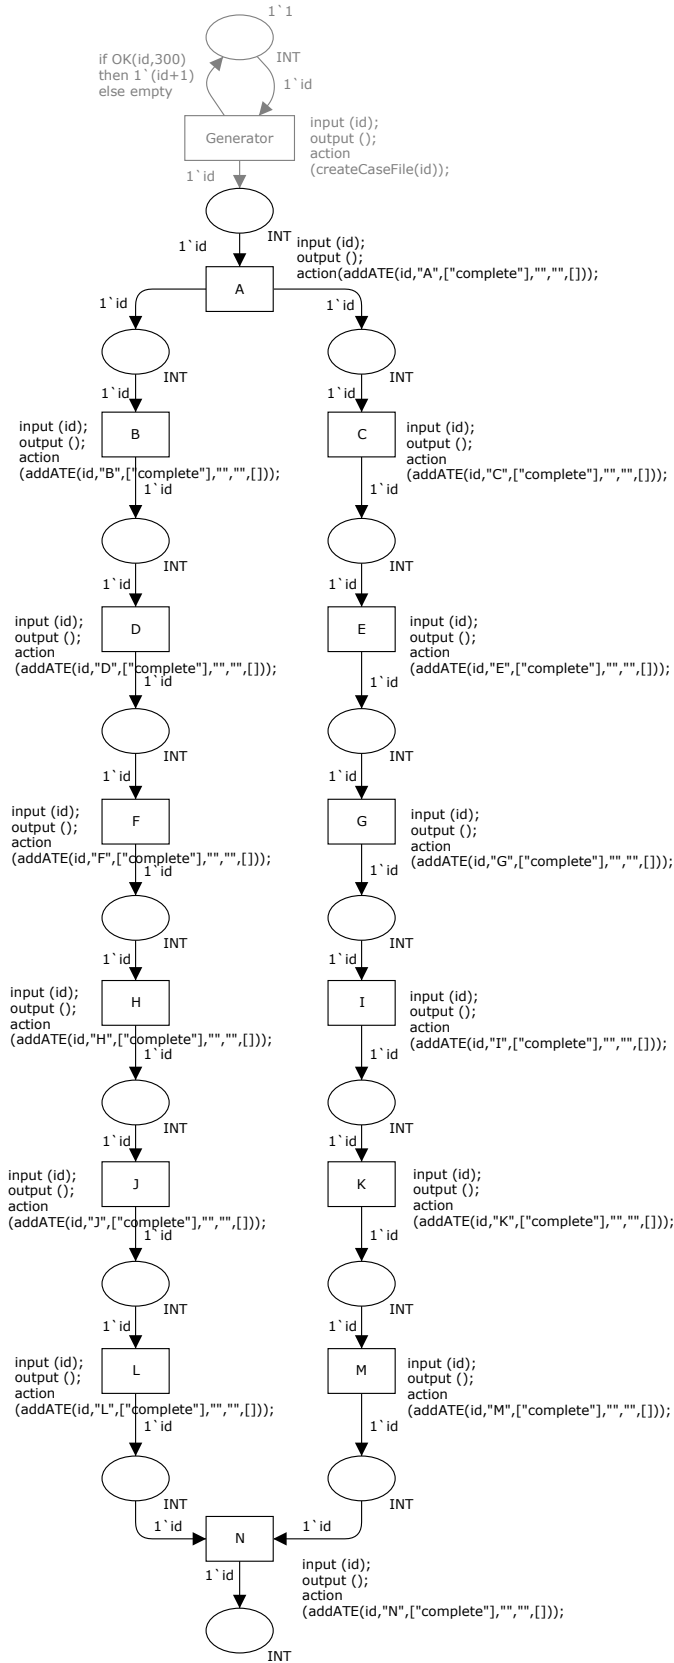 1`1
INT
if OK(id,300)
then 1`(id+1)
else empty
1`id
Generator
input (id);
output ();
action
(createCaseFile(id));
1`id
INT
1`id
input (id);
output ();
action(addATE(id,"A",["complete"],"","",[]));
A
1`id
1`id
INT
INT
1`id
1`id
input (id);
output ();
action
(addATE(id,"B",["complete"],"","",[]));
B
C
input (id);
output ();
action
(addATE(id,"C",["complete"],"","",[]));
1`id
1`id
INT
INT
1`id
1`id
input (id);
output ();
action
(addATE(id,"D",["complete"],"","",[]));
D
E
input (id);
output ();
action
(addATE(id,"E",["complete"],"","",[]));
1`id
1`id
INT
INT
1`id
1`id
input (id);
output ();
action
(addATE(id,"F",["complete"],"","",[]));
F
G
input (id);
output ();
action
(addATE(id,"G",["complete"],"","",[]));
1`id
1`id
INT
INT
1`id
1`id
input (id);
output ();
action
(addATE(id,"H",["complete"],"","",[]));
H
I
input (id);
output ();
action
(addATE(id,"I",["complete"],"","",[]));
1`id
1`id
INT
INT
1`id
1`id
input (id);
output ();
action
(addATE(id,"J",["complete"],"","",[]));
J
K
input (id);
output ();
action
(addATE(id,"K",["complete"],"","",[]));
1`id
1`id
INT
INT
1`id
1`id
input (id);
output ();
action
(addATE(id,"L",["complete"],"","",[]));
L
M
input (id);
output ();
action
(addATE(id,"M",["complete"],"","",[]));
1`id
1`id
INT
INT
1`id
1`id
N
input (id);
output ();
action
(addATE(id,"N",["complete"],"","",[]));
1`id
INT